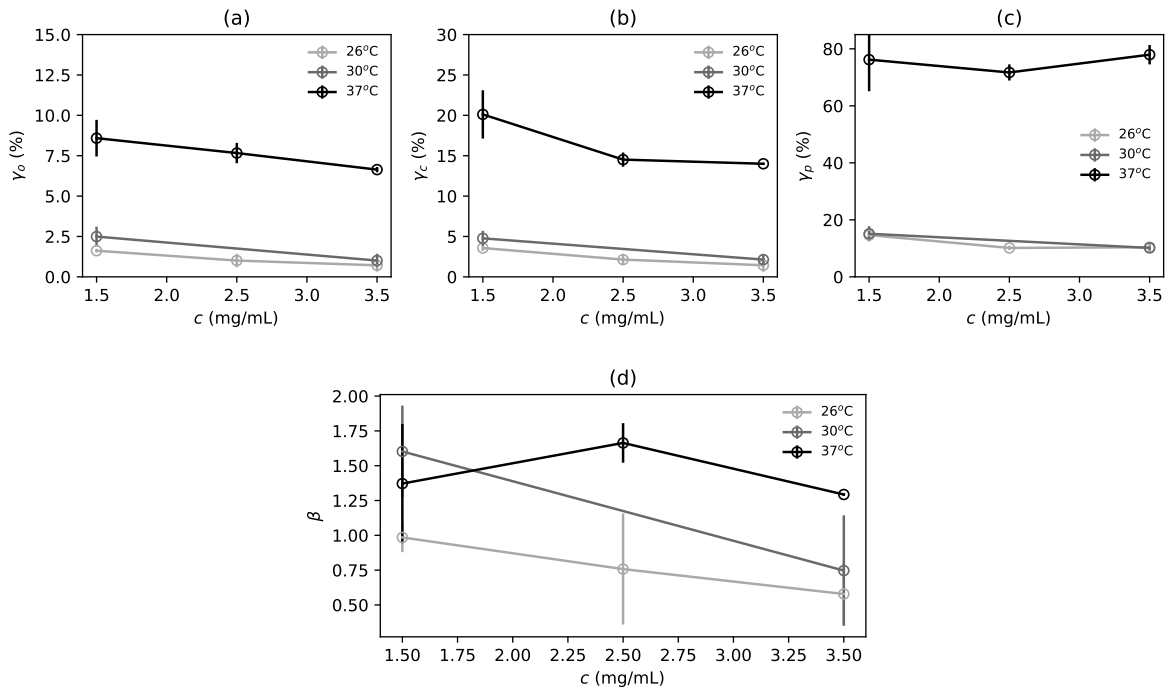 (a)
15.0
12.5
10.0
7.5
5.0
2.5
0.0
γₒ (%)
1.5 2.0 2.5 3.0 3.5
c (mg/mL)
26°C
30°C
37°C
(b)
30
25
20
15
10
5
0
γ_c (%)
1.5 2.0 2.5 3.0 3.5
c (mg/mL)
26°C
30°C
37°C
(c)
80
60
40
20
0
γₚ (%)
1.5 2.0 2.5 3.0 3.5
c (mg/mL)
26°C
30°C
37°C
(d)
2.00
1.75
1.50
1.25
1.00
0.75
0.50
β
1.50 1.75 2.00 2.25 2.50 2.75 3.00 3.25 3.50
c (mg/mL)
26°C
30°C
37°C